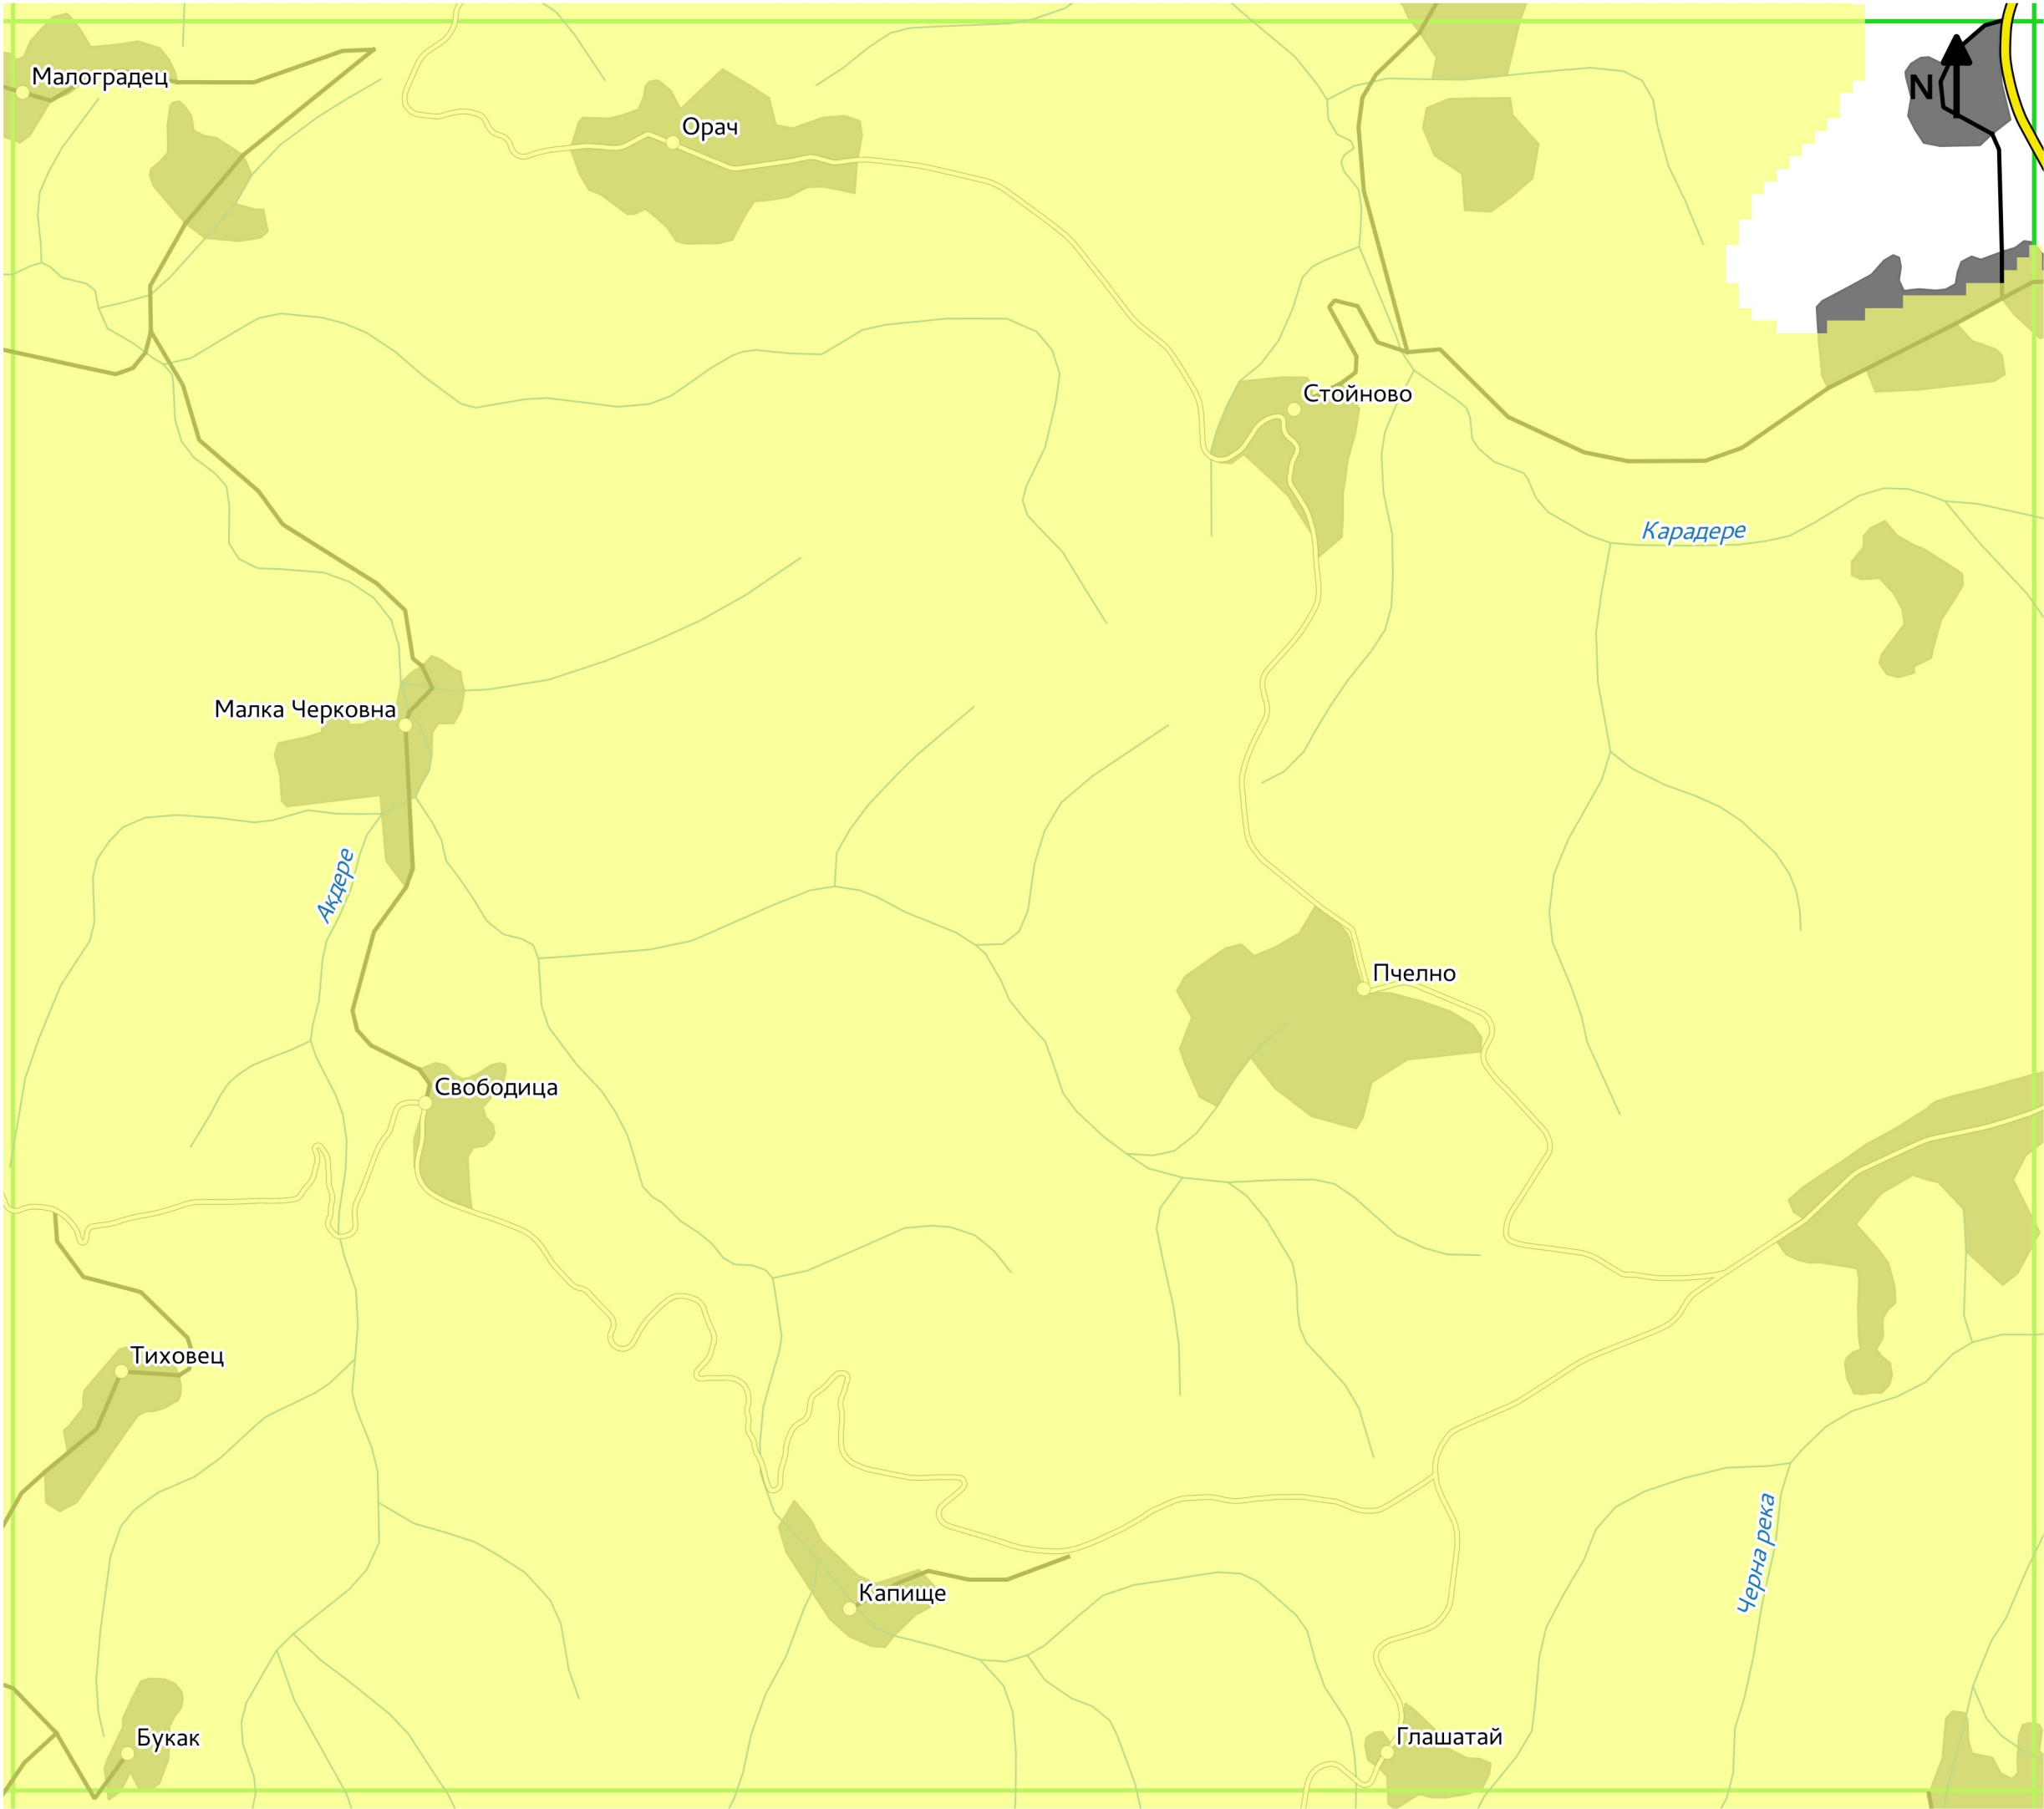 Малоградец
N
Орач
Стойново
Карадере
Малка Черковна
Акдере
Пчелно
Свободица
Тиховец
Черна река
Капище
Букак
Глашатай